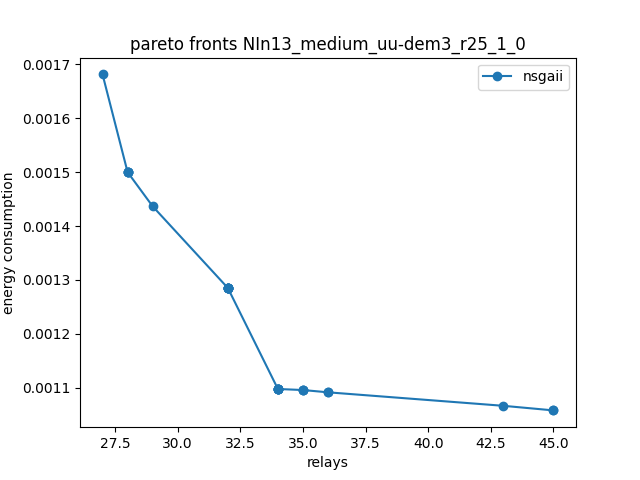 pareto fronts NIn13_medium_uu-dem3_r25_1_0
nsgaii
energy consumption
0.0017
0.0016
0.0015
0.0014
0.0013
0.0012
0.0011
27.5 30.0 32.5 35.0 37.5 40.0 42.5 45.0
relays